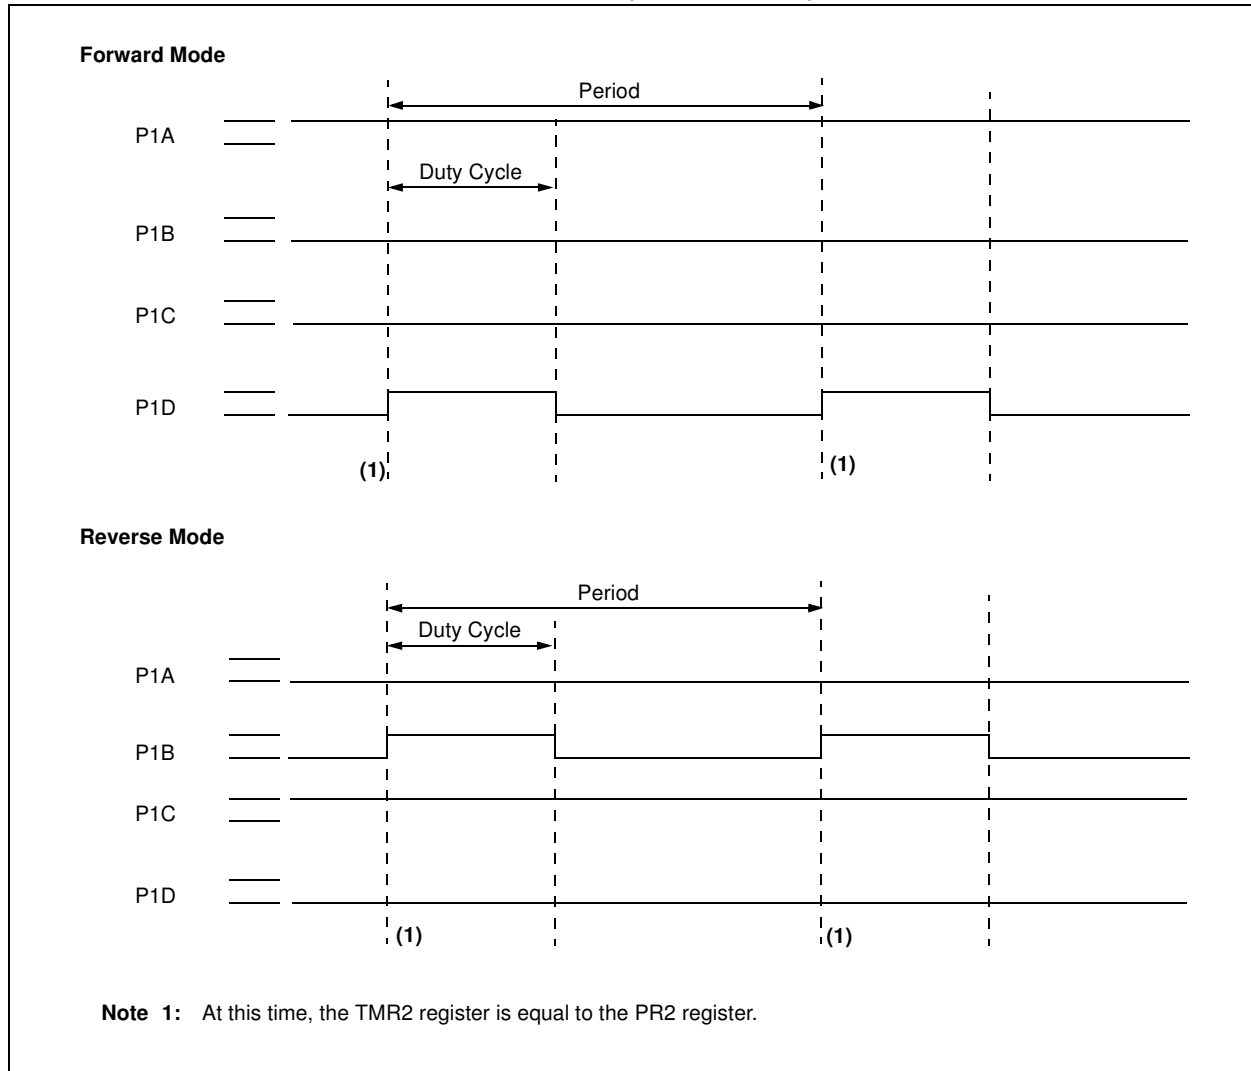 Forward Mode
Period
P1A
Duty Cycle
P1B
P1C
P1D
(1)
(1)
Reverse Mode
Period
Duty Cycle
P1A
P1B
P1C
P1D
(1)
(1)
Note 1: At this time, the TMR2 register is equal to the PR2 register.